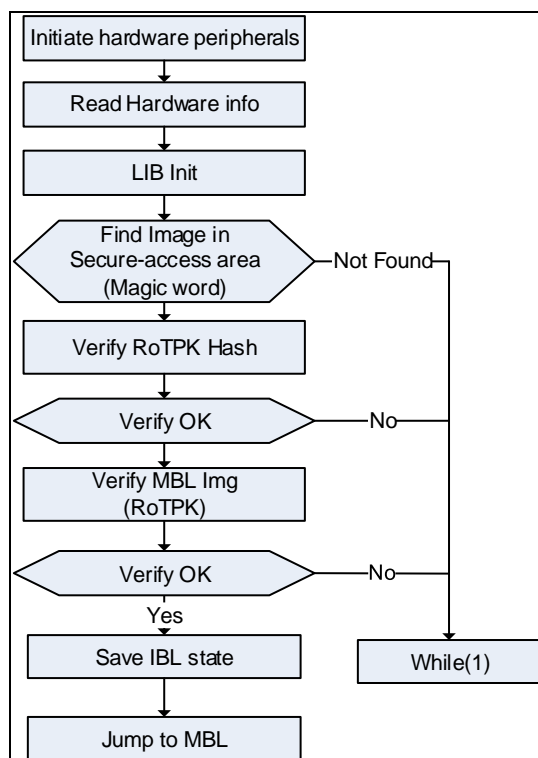 Initiate hardware peripherals
Read Hardware info
LIB Init
Find Image in
Secure-access area
(Magic word)
Not Found
Verify RoTPK Hash
Verify OK
No
Verify MBL Img
(RoTPK)
Verify OK
No
Yes
Save IBL state
While(1)
Jump to MBL